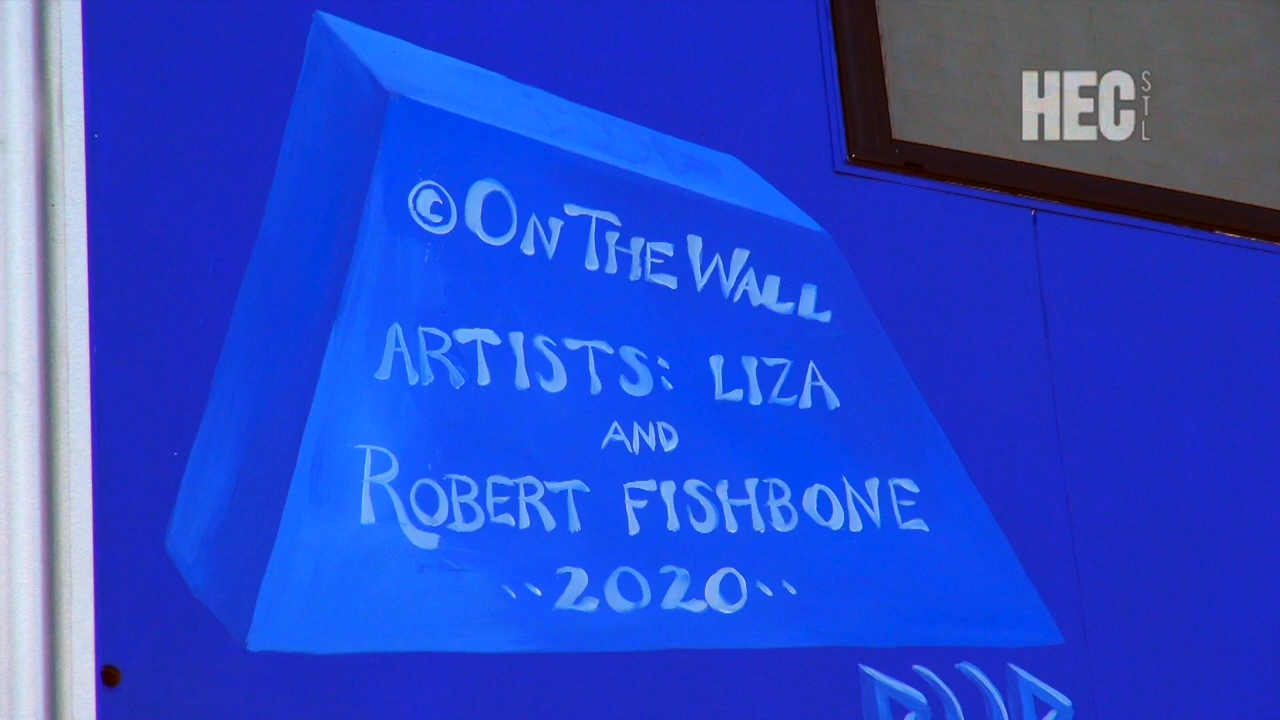 HEC STL
©ON THE WALL
ARTISTS: LIZA
AND
ROBERT FISHBONE
··2020··